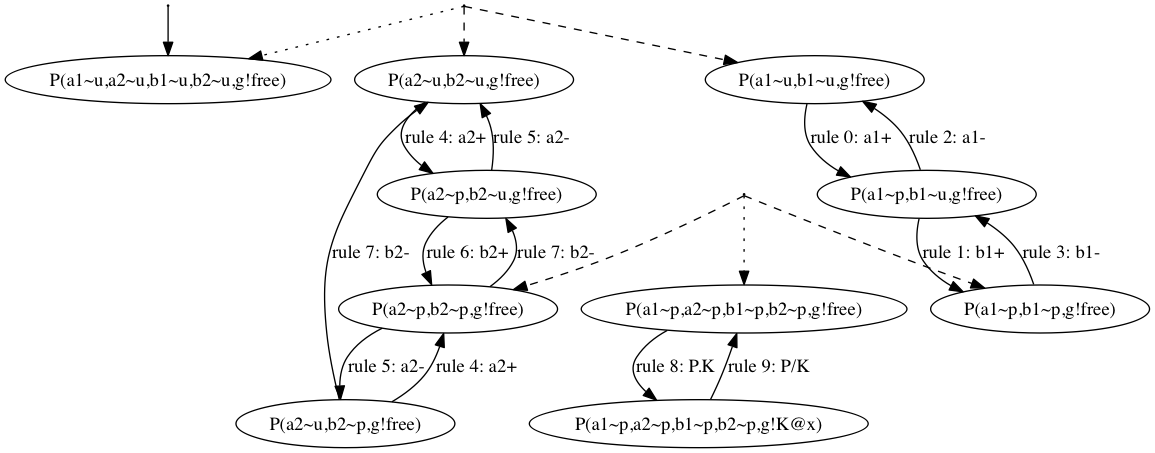 P(a1~u,a2~u,b1~u,b2~u,g!free)
P(a2~u,b2~u,g!free)
P(a1~u,b1~u,g!free)
rule 4: a2+
rule 5: a2-
rule 0: a1+
rule 2: a1-
P(a2~p,b2~u,g!free)
P(a1~p,b1~u,g!free)
rule 7: b2-
rule 6: b2+
rule 7: b2-
rule 1: b1+
rule 3: b1-
P(a2~p,b2~p,g!free)
P(a1~p,a2~p,b1~p,b2~p,g!free)
P(a1~p,b1~p,g!free)
rule 5: a2-
rule 4: a2+
rule 8: P.K
rule 9: P/K
P(a2~u,b2~p,g!free)
P(a1~p,a2~p,b1~p,b2~p,g!K@x)